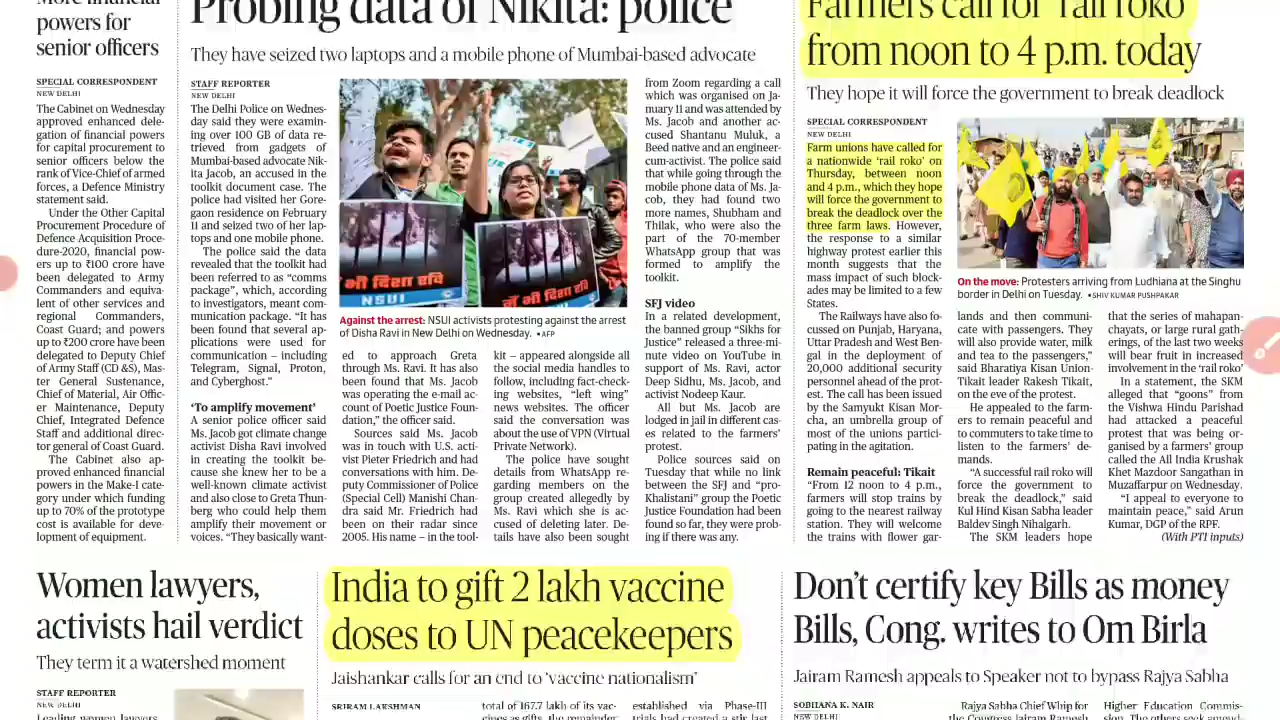 More financial
powers for
senior officers
SPECIAL CORRESPONDENT
NEW DELHI
The Cabinet on Wednesday
approved enhanced dele-
gation of financial powers
for capital procurement to
senior officers below the
rank of Vice-Chief of armed
forces, a Defence Ministry
statement said.
Under the Other Capital
Procurement Procedure of
Defence Acquisition Proce-
dure-2020, financial pow-
ers up to ₹100 crore have
been delegated to Army
Commanders and equiva-
lent of other services and
regional Commanders,
Coast Guard; and powers
up to ₹200 crore have been
delegated to Deputy Chief
of Army Staff (CD &S), Mas-
ter General Sustenance,
Chief of Material, Air Offic-
er Maintenance, Deputy
Chief, Integrated Defence
Staff and additional direc-
tor general of Coast Guard.
The Cabinet also ap-
proved enhanced financial
powers in the Make-I cate-
gory under which funding
up to 70% of the prototype
cost is available for deve-
lopment of equipment.
Probing data of Nikita: police
They have seized two laptops and a mobile phone of Mumbai-based advocate
STAFF REPORTER
NEW DELHI
The Delhi Police on Wednes-
day said they were examin-
ing over 100 GB of data re-
trieved from gadgets of
Mumbai-based advocate Nik-
ita Jacob, an accused in the
toolkit document case. The
police had visited her Gore-
gaon residence on February
11 and seized two of her lap-
tops and one mobile phone.
The police said the data
revealed that the toolkit had
been referred to as “comms
package”, which, according
to investigators, meant com-
munication package. “It has
been found that several ap-
plications were used for
communication – including
Telegram, Signal, Proton,
and Cyberghost.”
‘To amplify movement’
A senior police officer said
Ms. Jacob got climate change
activist Disha Ravi involved
in creating the toolkit be-
cause she knew her to be a
well-known climate activist
and also close to Greta Thun-
berg who could help them
amplify their movement or
voices. “They basically want-
भी दिशा रवि
NSUI
भी दिशा रवि
NSUI
Against the arrest: NSUI activists protesting against the arrest
of Disha Ravi in New Delhi on Wednesday. •AFP
ed to approach Greta
through Ms. Ravi. It has also
been found that Ms. Jacob
was operating the e-mail ac-
count of Poetic Justice Foun-
dation,” the officer said.
Sources said Ms. Jacob
was in touch with U.S. acti-
vist Pieter Friedrich and had
conversations with him. De-
puty Commissioner of Police
(Special Cell) Manishi Chan-
dra said Mr. Friedrich had
been on their radar since
2005. His name – in the tool-
kit – appeared alongside all
the social media handles to
follow, including fact-check-
ing websites, “left wing”
news websites. The officer
said the conversation was
about the use of VPN (Virtual
Private Network).
The police have sought
details from WhatsApp re-
garding members on the
group created allegedly by
Ms. Ravi which she is ac-
cused of deleting later. De-
tails have also been sought
from Zoom regarding a call
which was organised on Ja-
nuary 11 and was attended by
Ms. Jacob and another ac-
cused Shantanu Muluk, a
Beed native and an engineer-
cum-activist. The police said
that while going through the
mobile phone data of Ms. Ja-
cob, they had found two
more names, Shubham and
Thilak, who were also the
part of the 70-member
WhatsApp group that was
formed to amplify the
toolkit.
SFJ video
In a related development,
the banned group “Sikhs for
Justice” released a three-mi-
nute video on YouTube in
support of Ms. Ravi, actor
Deep Sidhu, Ms. Jacob, and
activist Nodeep Kaur.
All but Ms. Jacob are
lodged in jail in different cas-
es related to the farmers’
protest.
Police sources said on
Tuesday that while no link
between the SFJ and “pro-
Khalistani” group the Poetic
Justice Foundation had been
found so far, they were prob-
ing if there was any.
Farmers call for ‘rail roko’
from noon to 4 p.m. today
They hope it will force the government to break deadlock
SPECIAL CORRESPONDENT
NEW DELHI
Farm unions have called for
a nationwide ‘rail roko’ on
Thursday, between noon
and 4 p.m., which they hope
will force the government to
break the deadlock over the
three farm laws. However,
the response to a similar
highway protest earlier this
month suggests that the
mass impact of such block-
ades may be limited to a few
States.
The Railways have also fo-
cussed on Punjab, Haryana,
Uttar Pradesh and West Ben-
gal in the deployment of
20,000 additional security
personnel ahead of the prot-
est. The call has been issued
by the Samyukt Kisan Mor-
cha, an umbrella group of
most of the unions partici-
pating in the agitation.
Remain peaceful: Tikait
“From 12 noon to 4 p.m.,
farmers will stop trains by
going to the nearest railway
station. They will welcome
the trains with flower gar-
On the move: Protesters arriving from Ludhiana at the Singhu
border in Delhi on Tuesday. •SHIV KUMAR PUSHPAKAR
lands and then communi-
cate with passengers. They
will also provide water, milk
and tea to the passengers,”
said Bharatiya Kisan Union-
Tikait leader Rakesh Tikait,
on the eve of the protest.
He appealed to the farm-
ers to remain peaceful and
to commuters to take time to
listen to the farmers’ de-
mands.
“A successful rail roko will
force the government to
break the deadlock,” said
Kul Hind Kisan Sabha leader
Baldev Singh Nihalgarh.
The SKM leaders hope
that the series of mahapan-
chayats, or large rural gath-
erings, of the last two weeks
will bear fruit in increased
involvement in the ‘rail roko’
In a statement, the SKM
alleged that “goons” from
the Vishwa Hindu Parishad
had attacked a peaceful
protest that was being or-
ganised by a farmers’ group
called the All India Krushak
Khet Mazdoor Sangathan in
Muzaffarpur on Wednesday.
“I appeal to everyone to
maintain peace,” said Arun
Kumar, DGP of the RPF.
(With PTI inputs)
Women lawyers,
activists hail verdict
They term it a watershed moment
STAFF REPORTER
NEW DELHI
Leading women lawyers
India to gift 2 lakh vaccine
doses to UN peacekeepers
Jaishankar calls for an end to ‘vaccine nationalism’
SRIRAM LAKSHMAN
total of 167.7 lakh of its vac-
cines as gifts, the remainder
established via Phase-III
trials had created a stir last
Don’t certify key Bills as money
Bills, Cong. writes to Om Birla
Jairam Ramesh appeals to Speaker not to bypass Rajya Sabha
SOBHANA K. NAIR
NEW DELHI
Rajya Sabha Chief Whip for
the Congress Jairam Ramesh
Higher Education Commis-
sion. The others seek amend-